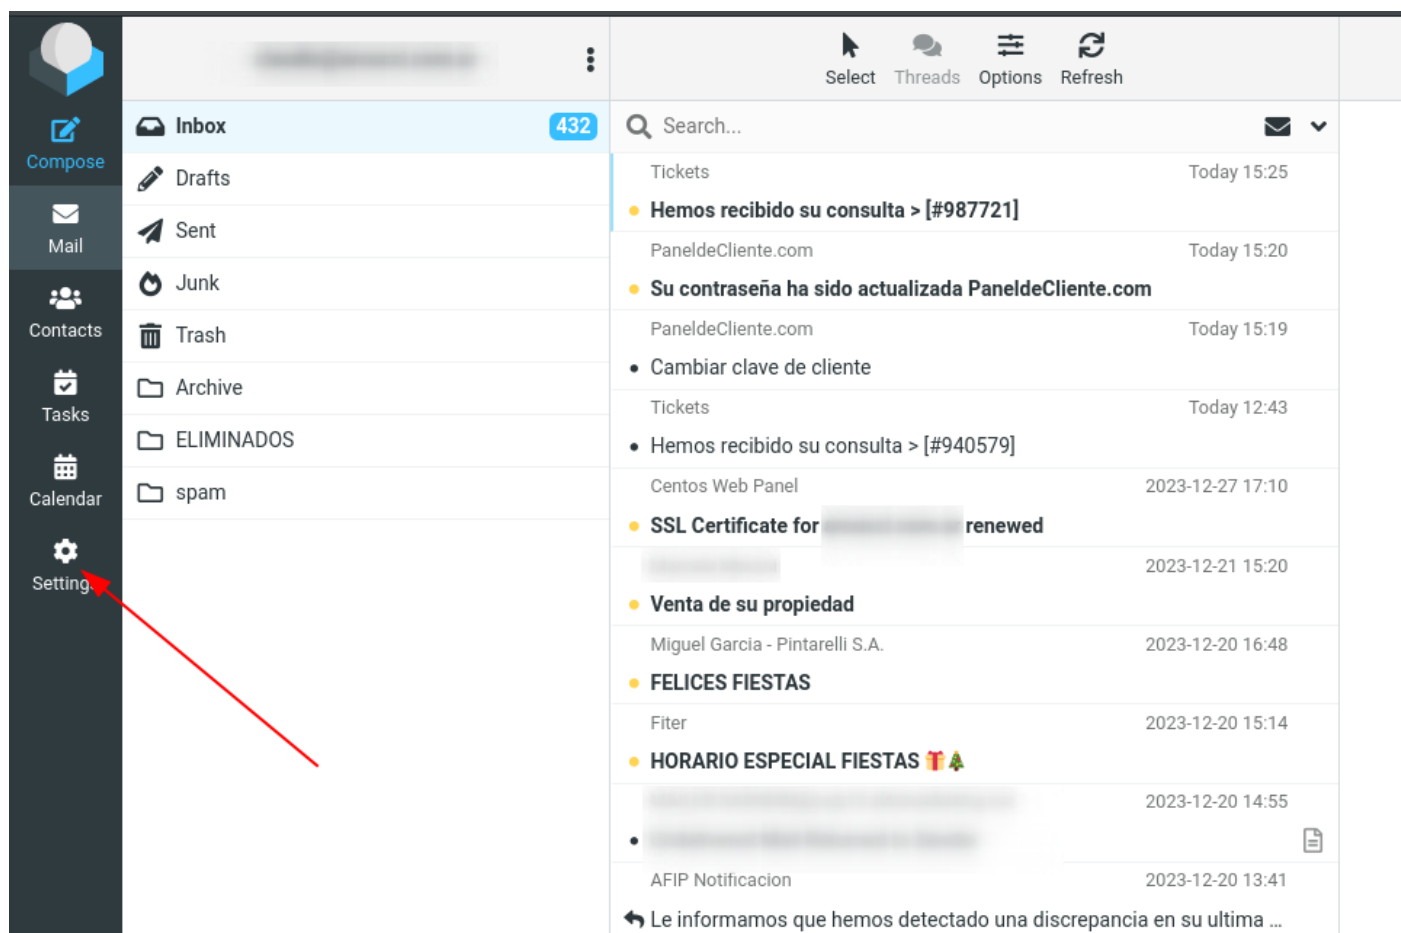 Compose
Mail
Contacts
Tasks
Calendar
Settings
Inbox 432
Drafts
Sent
Junk
Trash
Archive
ELIMINADOS
spam
Select Threads Options Refresh
Search...
Tickets Today 15:25
Hemos recibido su consulta > [#987721]
PaneldeCliente.com Today 15:20
Su contraseña ha sido actualizada PaneldeCliente.com
PaneldeCliente.com Today 15:19
Cambiar clave de cliente
Tickets Today 12:43
Hemos recibido su consulta > [#940579]
Centos Web Panel 2023-12-27 17:10
SSL Certificate for renewed
2023-12-21 15:20
Venta de su propiedad
Miguel Garcia - Pintarelli S.A. 2023-12-20 16:48
FELICES FIESTAS
Fiter 2023-12-20 15:14
HORARIO ESPECIAL FIESTAS 🎁🎄
2023-12-20 14:55
AFIP Notificacion 2023-12-20 13:41
Le informamos que hemos detectado una discrepancia en su ultima ...